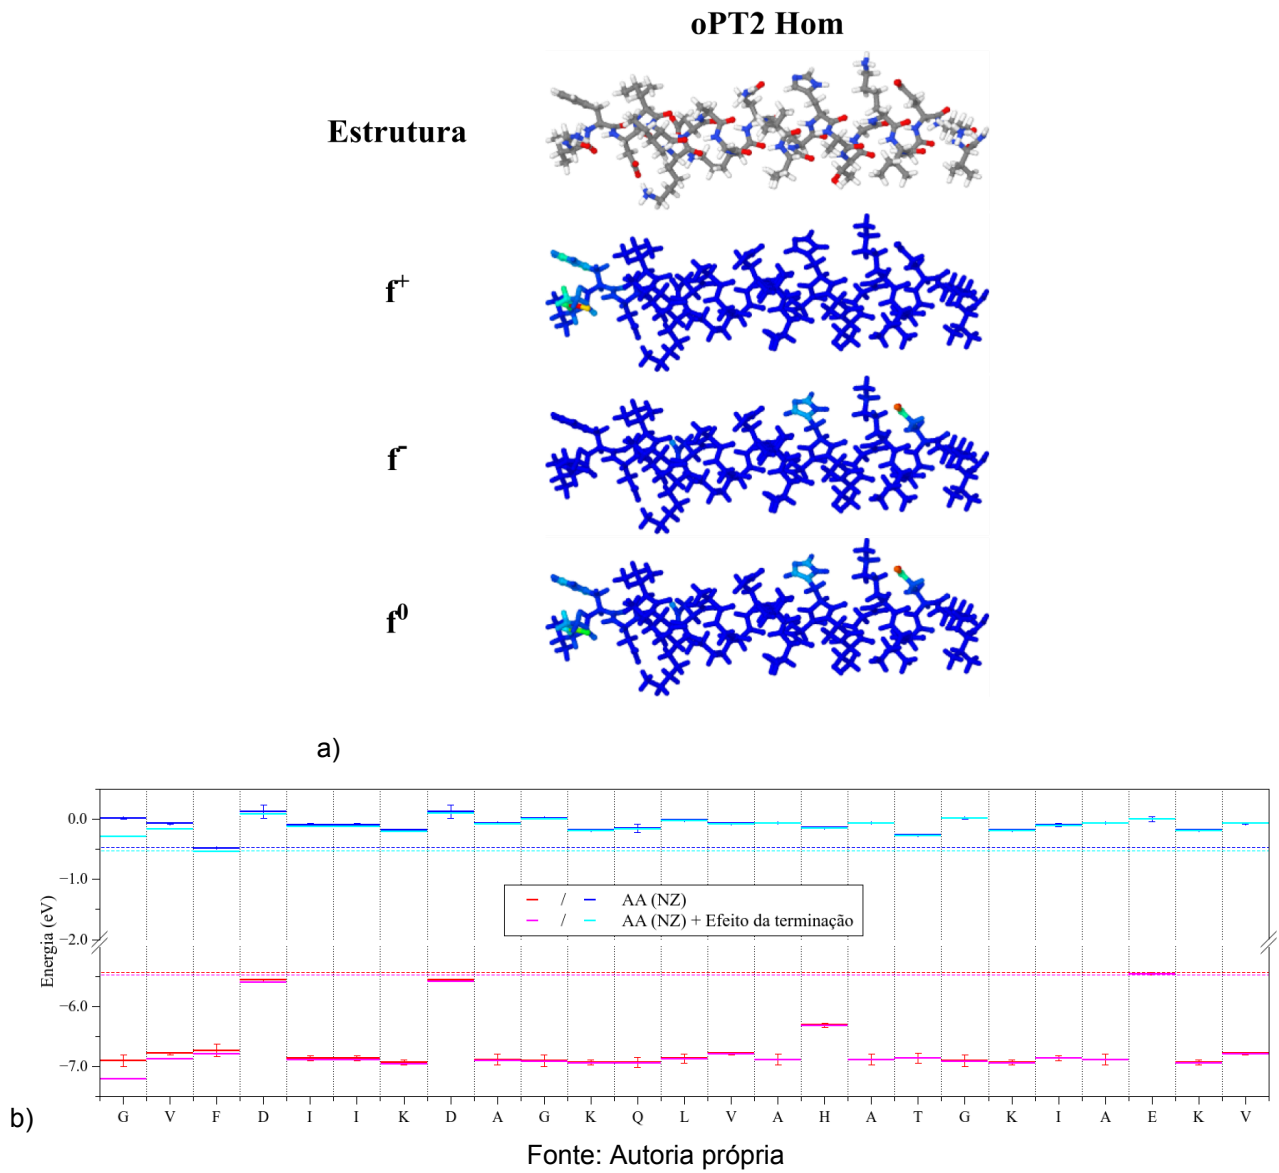 oPT2 Hom
Estrutura
f⁺
f⁻
f⁰
a)
0.0
−1.0
−2.0
−6.0
−7.0
Energia (eV)
/ AA (NZ)
/ AA (NZ) + Efeito da terminação
G V F D I I K D A G K Q L V A H A T G K I A E K V
b)
Fonte: Autoria própria